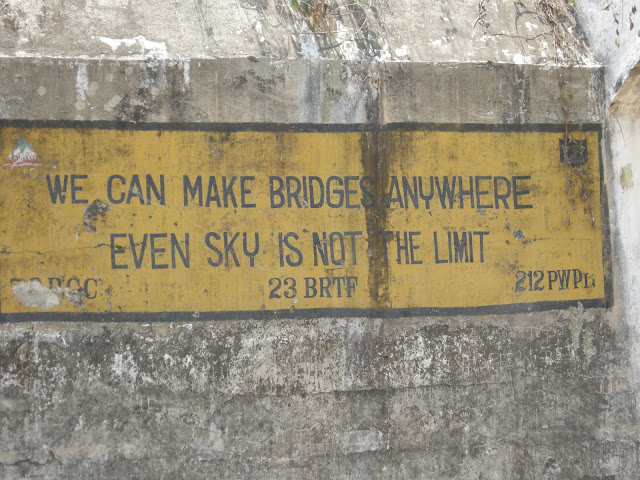 WE CAN MAKE BRIDGES ANYWHERE
EVEN SKY IS NOT THE LIMIT
23 BRTF 212 PWPL